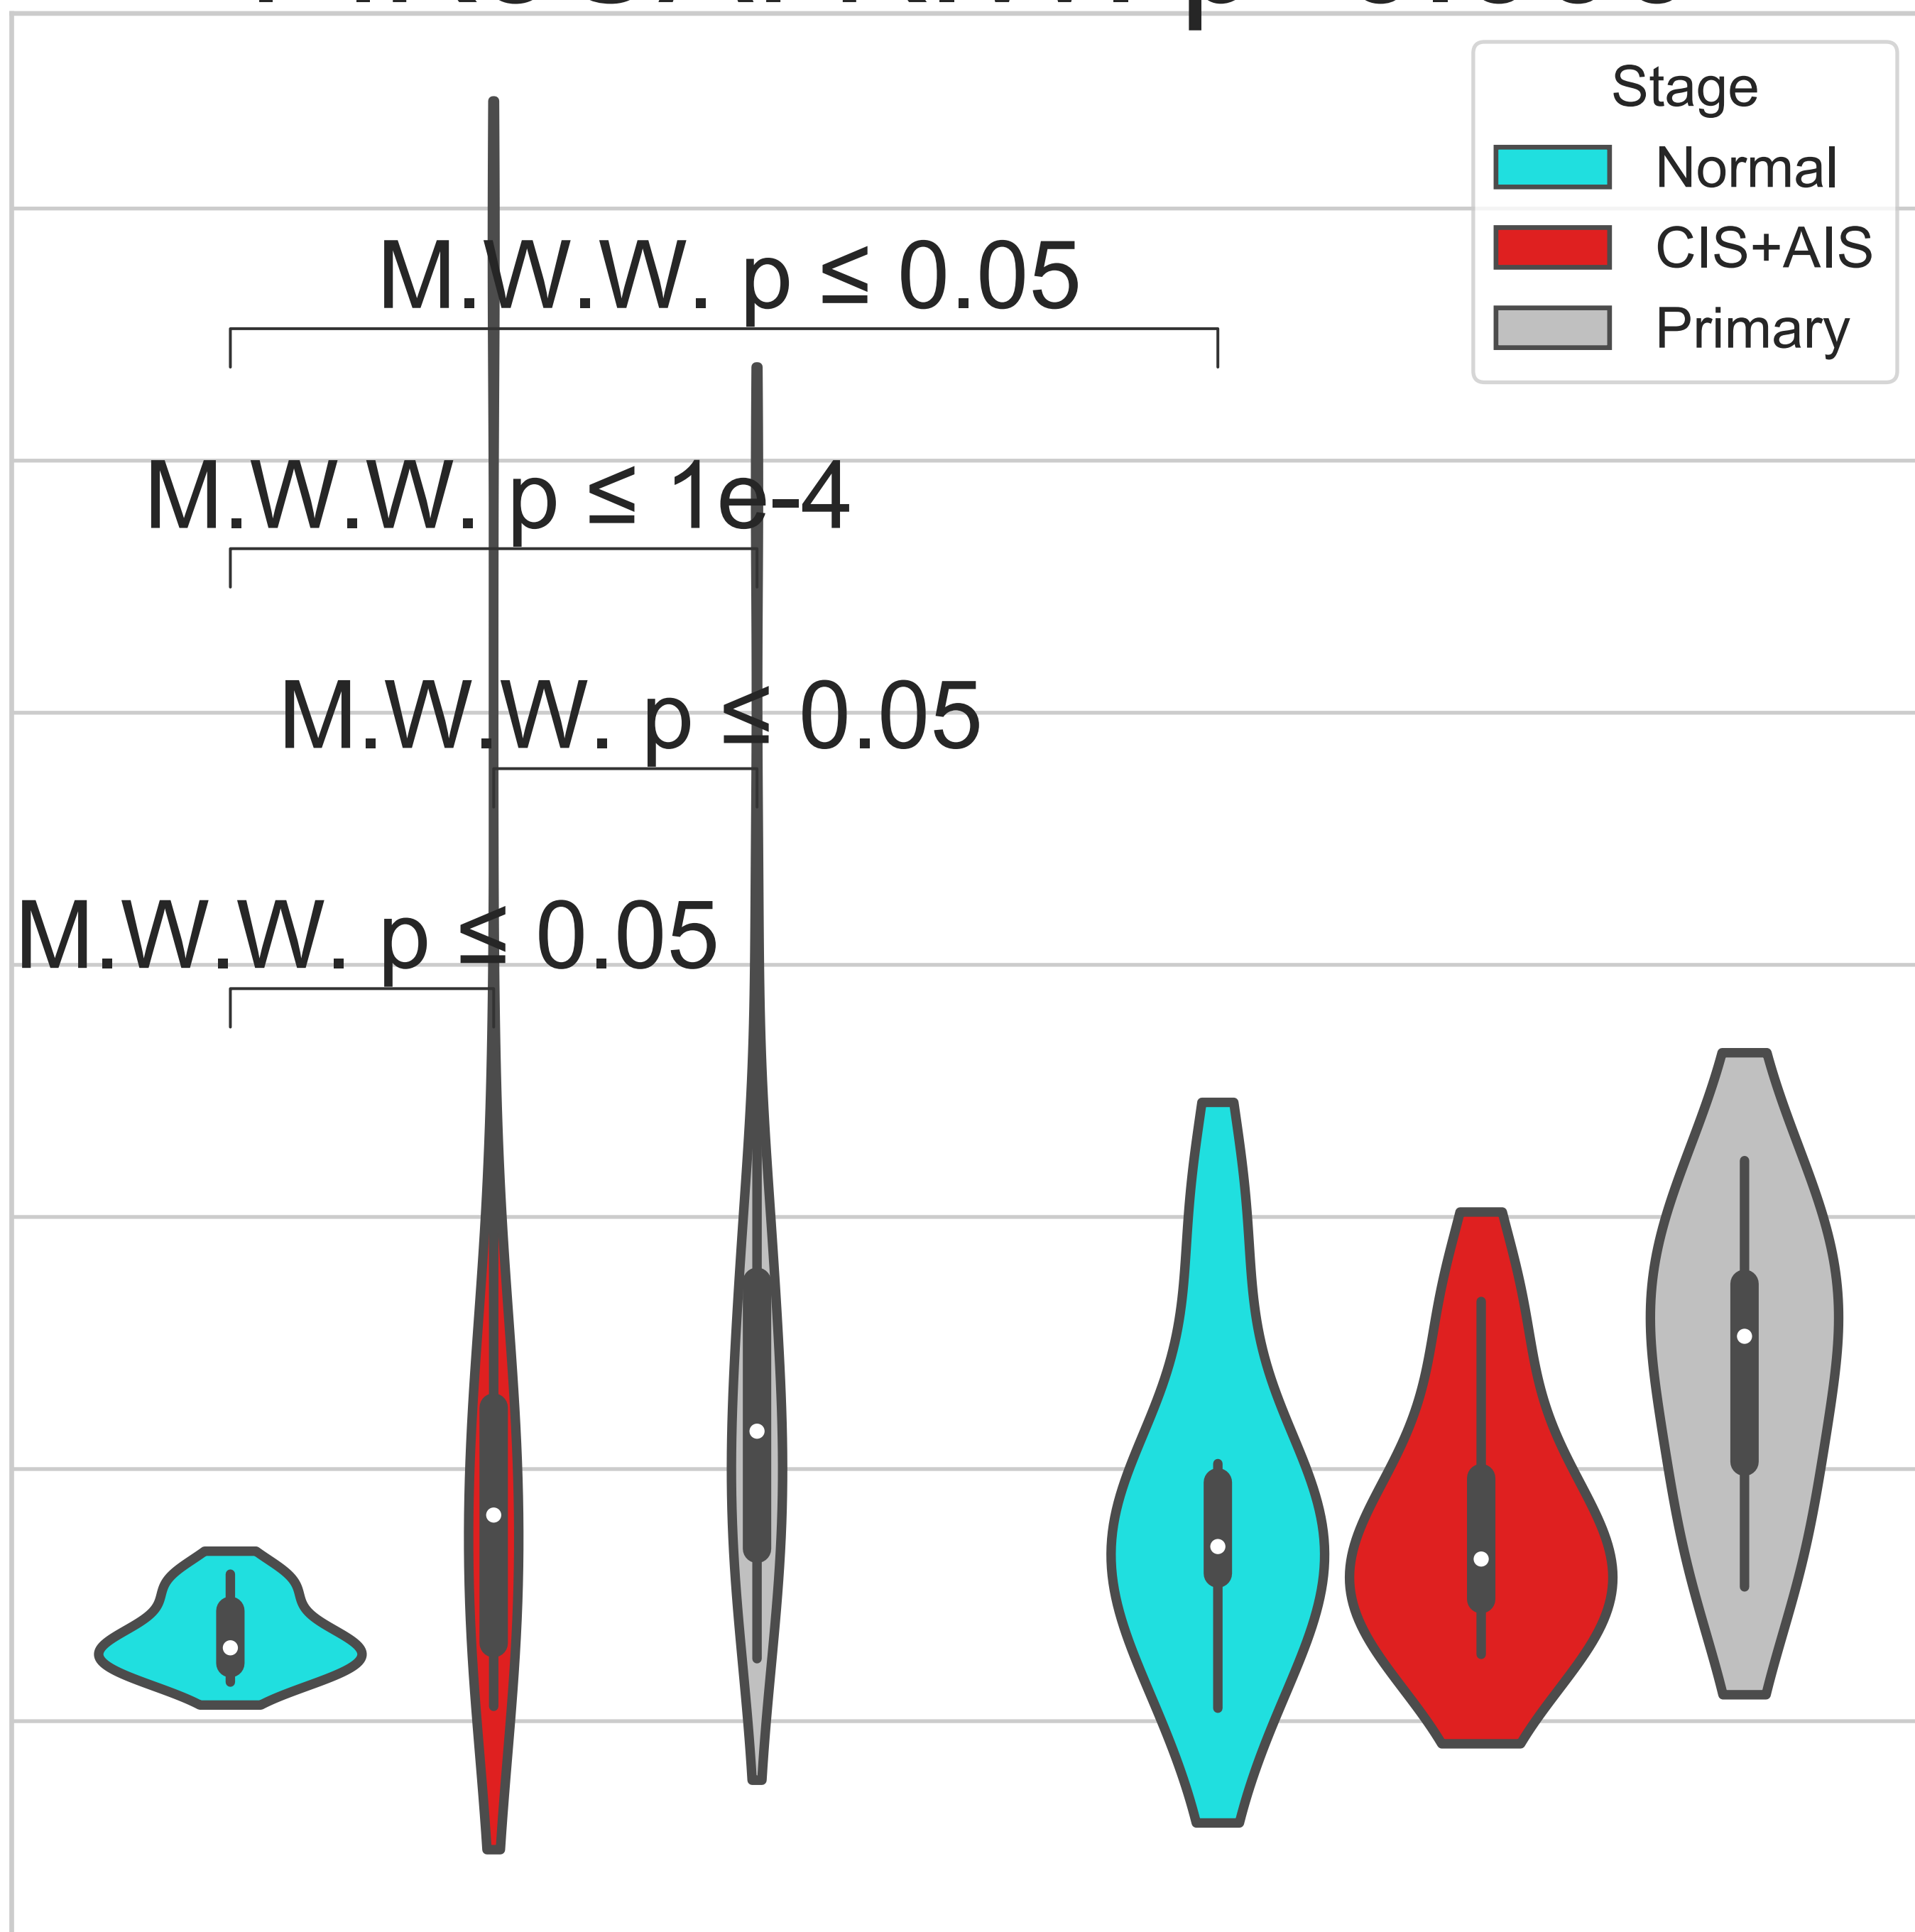 Stage
Normal
CIS+AIS
Primary
M.W.W. p ≤ 0.05
M.W.W. p ≤ 1e-4
M.W.W. p ≤ 0.05
M.W.W. p ≤ 0.05